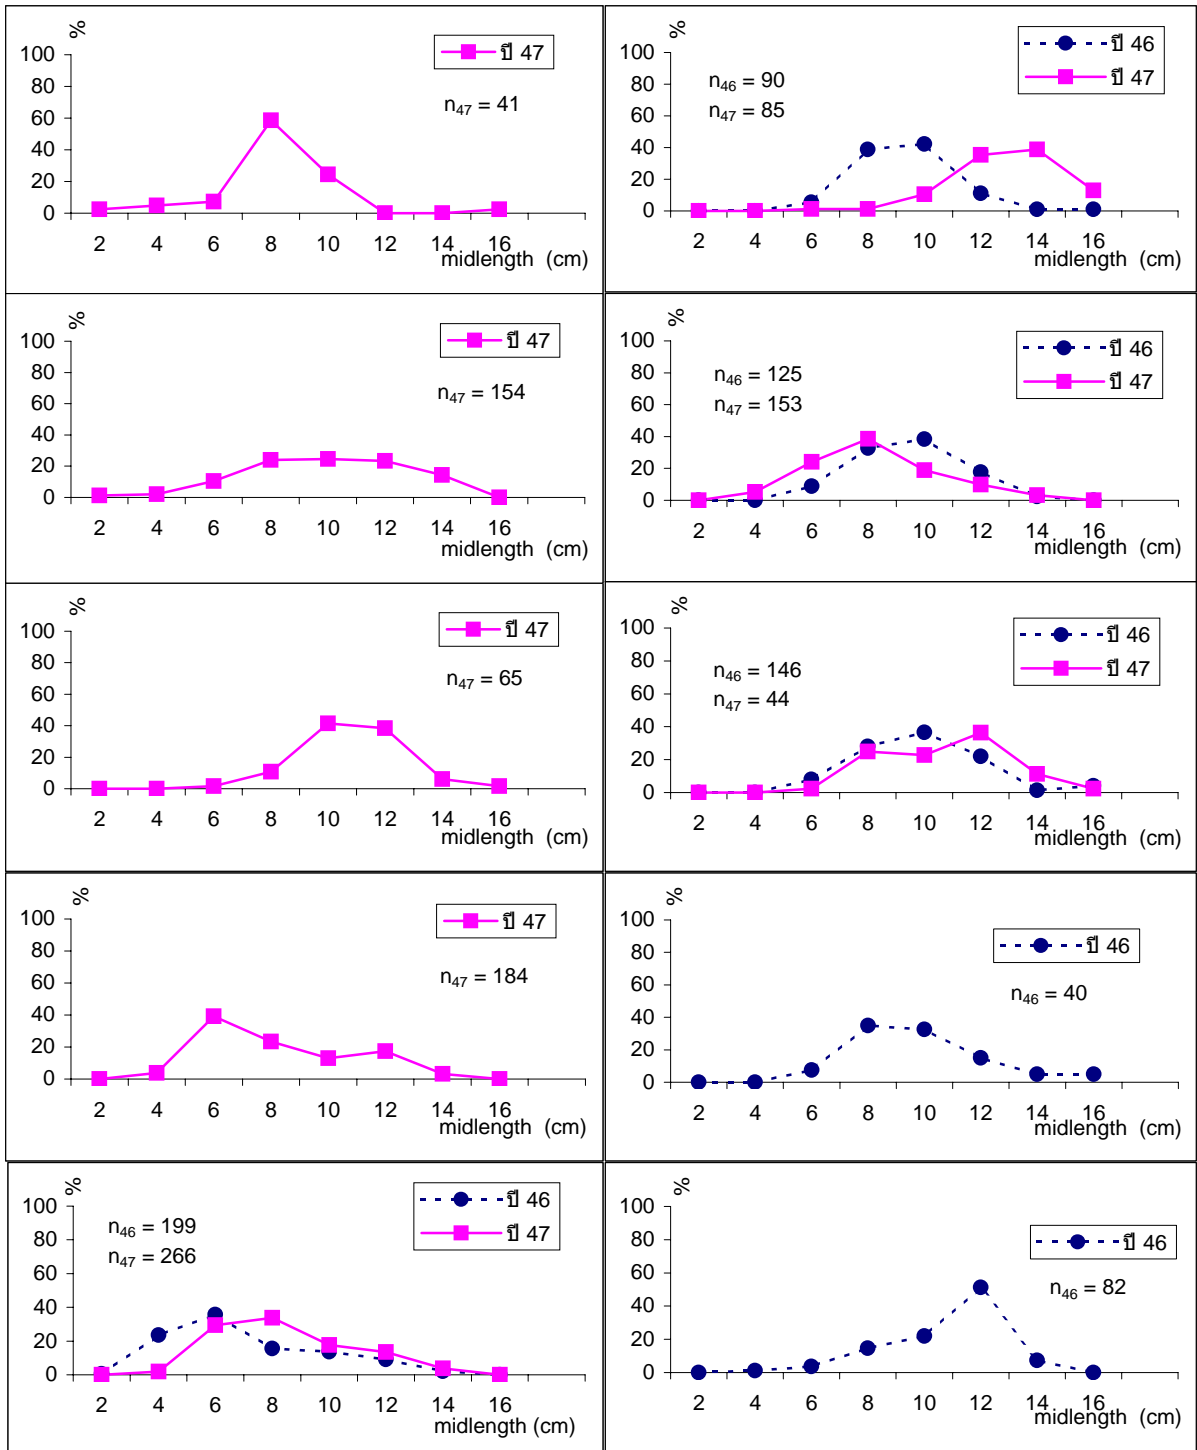 %
100
80
60
40
20
0
2 4 6 8 10 12 14 16
midlength (cm)
ปี 47
n47 = 41
%
100
80
60
40
20
0
2 4 6 8 10 12 14 16
midlength (cm)
ปี 46
ปี 47
n46 = 90
n47 = 85
%
100
80
60
40
20
0
2 4 6 8 10 12 14 16
midlength (cm)
ปี 47
n47 = 154
%
100
80
60
40
20
0
2 4 6 8 10 12 14 16
midlength (cm)
ปี 46
ปี 47
n46 = 125
n47 = 153
%
100
80
60
40
20
0
2 4 6 8 10 12 14 16
midlength (cm)
ปี 47
n47 = 65
%
100
80
60
40
20
0
2 4 6 8 10 12 14 16
midlength (cm)
ปี 46
ปี 47
n46 = 146
n47 = 44
%
100
80
60
40
20
0
2 4 6 8 10 12 14 16
midlength (cm)
ปี 47
n47 = 184
%
100
80
60
40
20
0
2 4 6 8 10 12 14 16
midlength (cm)
ปี 46
n46 = 40
%
100
80
60
40
20
0
2 4 6 8 10 12 14 16
midlength (cm)
ปี 46
ปี 47
n46 = 199
n47 = 266
%
100
80
60
40
20
0
2 4 6 8 10 12 14 16
midlength (cm)
ปี 46
n46 = 82